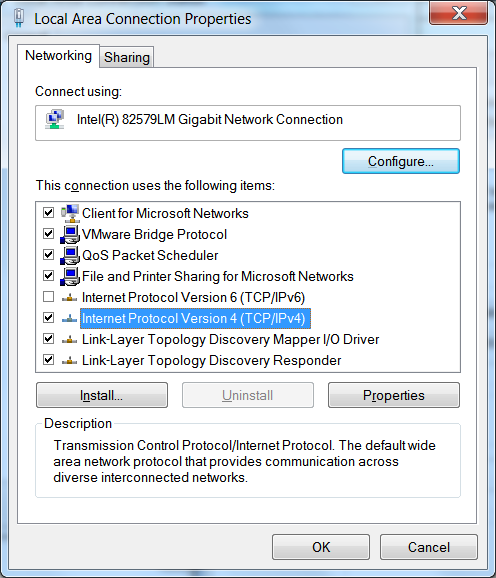 Local Area Connection Properties
Networking
Sharing
Connect using:
Intel(R) 82579LM Gigabit Network Connection
Configure...
This connection uses the following items:
Client for Microsoft Networks
VMware Bridge Protocol
QoS Packet Scheduler
File and Printer Sharing for Microsoft Networks
Internet Protocol Version 6 (TCP/IPv6)
Internet Protocol Version 4 (TCP/IPv4)
Link-Layer Topology Discovery Mapper I/O Driver
Link-Layer Topology Discovery Responder
Install...
Uninstall
Properties
Description
Transmission Control Protocol/Internet Protocol. The default wide
area network protocol that provides communication across
diverse interconnected networks.
OK
Cancel